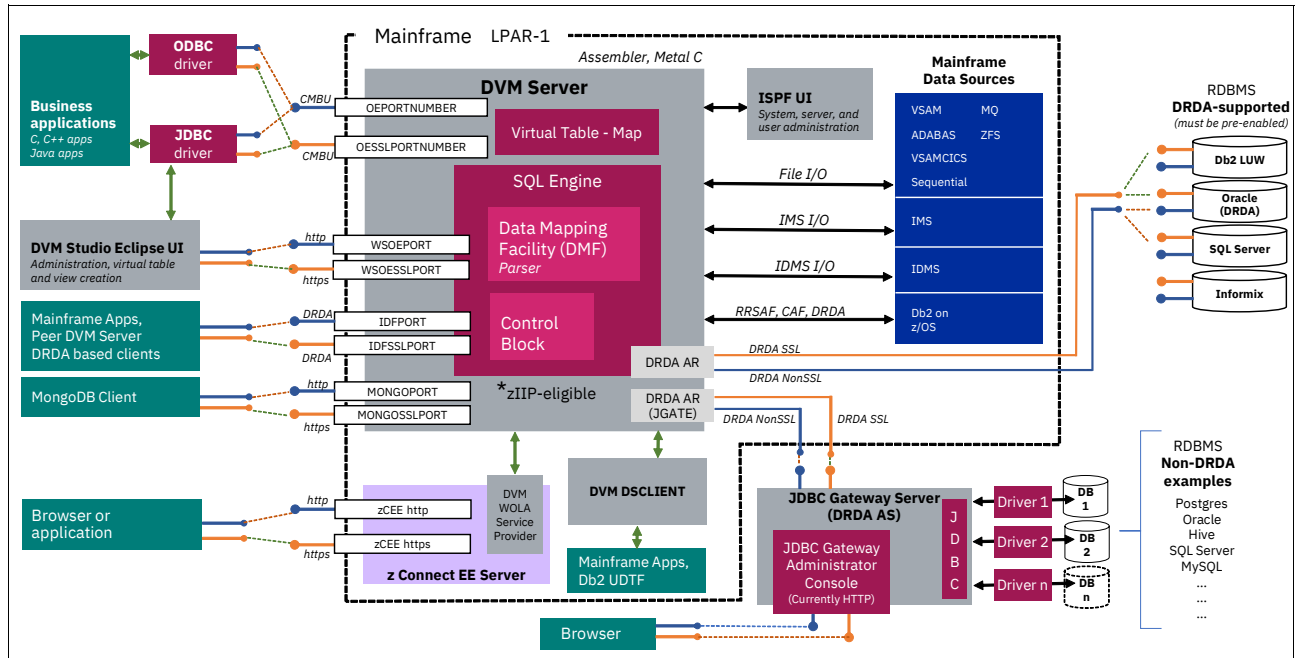 Mainframe LPAR-1
Assembler, Metal C
ODBC
driver
Business
applications
C, C++ apps
Java apps
JDBC
driver
CMBU
OEPORTNUMBER
CMBU
OESSLPORTNUMBER
DVM Server
Virtual Table - Map
SQL Engine
Data Mapping
Facility (DMF)
Parser
Control
Block
*zIIP-eligible
DRDA AR
DRDA AR
(JGATE)
ISPF UI
System, server, and
user administration
Mainframe
Data Sources
VSAM MQ
ADABAS ZFS
VSAMCICS
Sequential
IMS
IDMS
Db2 on
z/OS
File I/O
IMS I/O
IDMS I/O
RRSAF, CAF, DRDA
DRDA SSL
DRDA NonSSL
DRDA NonSSL
DRDA SSL
RDBMS
DRDA-supported
(must be pre-enabled)
Db2 LUW
Oracle
(DRDA)
SQL Server
Informix
DVM Studio Eclipse UI
Administration, virtual table
and view creation
http
WSOEPORT
WSOESSLPORT
https
Mainframe Apps,
Peer DVM Server
DRDA based clients
DRDA
IDFPORT
IDFSSLPORT
DRDA
MongoDB Client
http
MONGOPORT
MONGOSSLPORT
https
Browser or
application
http
zCEE http
zCEE https
https
DVM
WOLA
Service
Provider
z Connect EE Server
DVM DSCLIENT
Mainframe Apps,
Db2 UDTF
JDBC Gateway Server
(DRDA AS)
JDBC Gateway
Administrator
Console
(Currently HTTP)
J
D
B
C
Driver 1
Driver 2
Driver n
DB
1
DB
2
DB
n
Browser
RDBMS
Non-DRDA
examples
Postgres
Oracle
Hive
SQL Server
MySQL
...
...
...